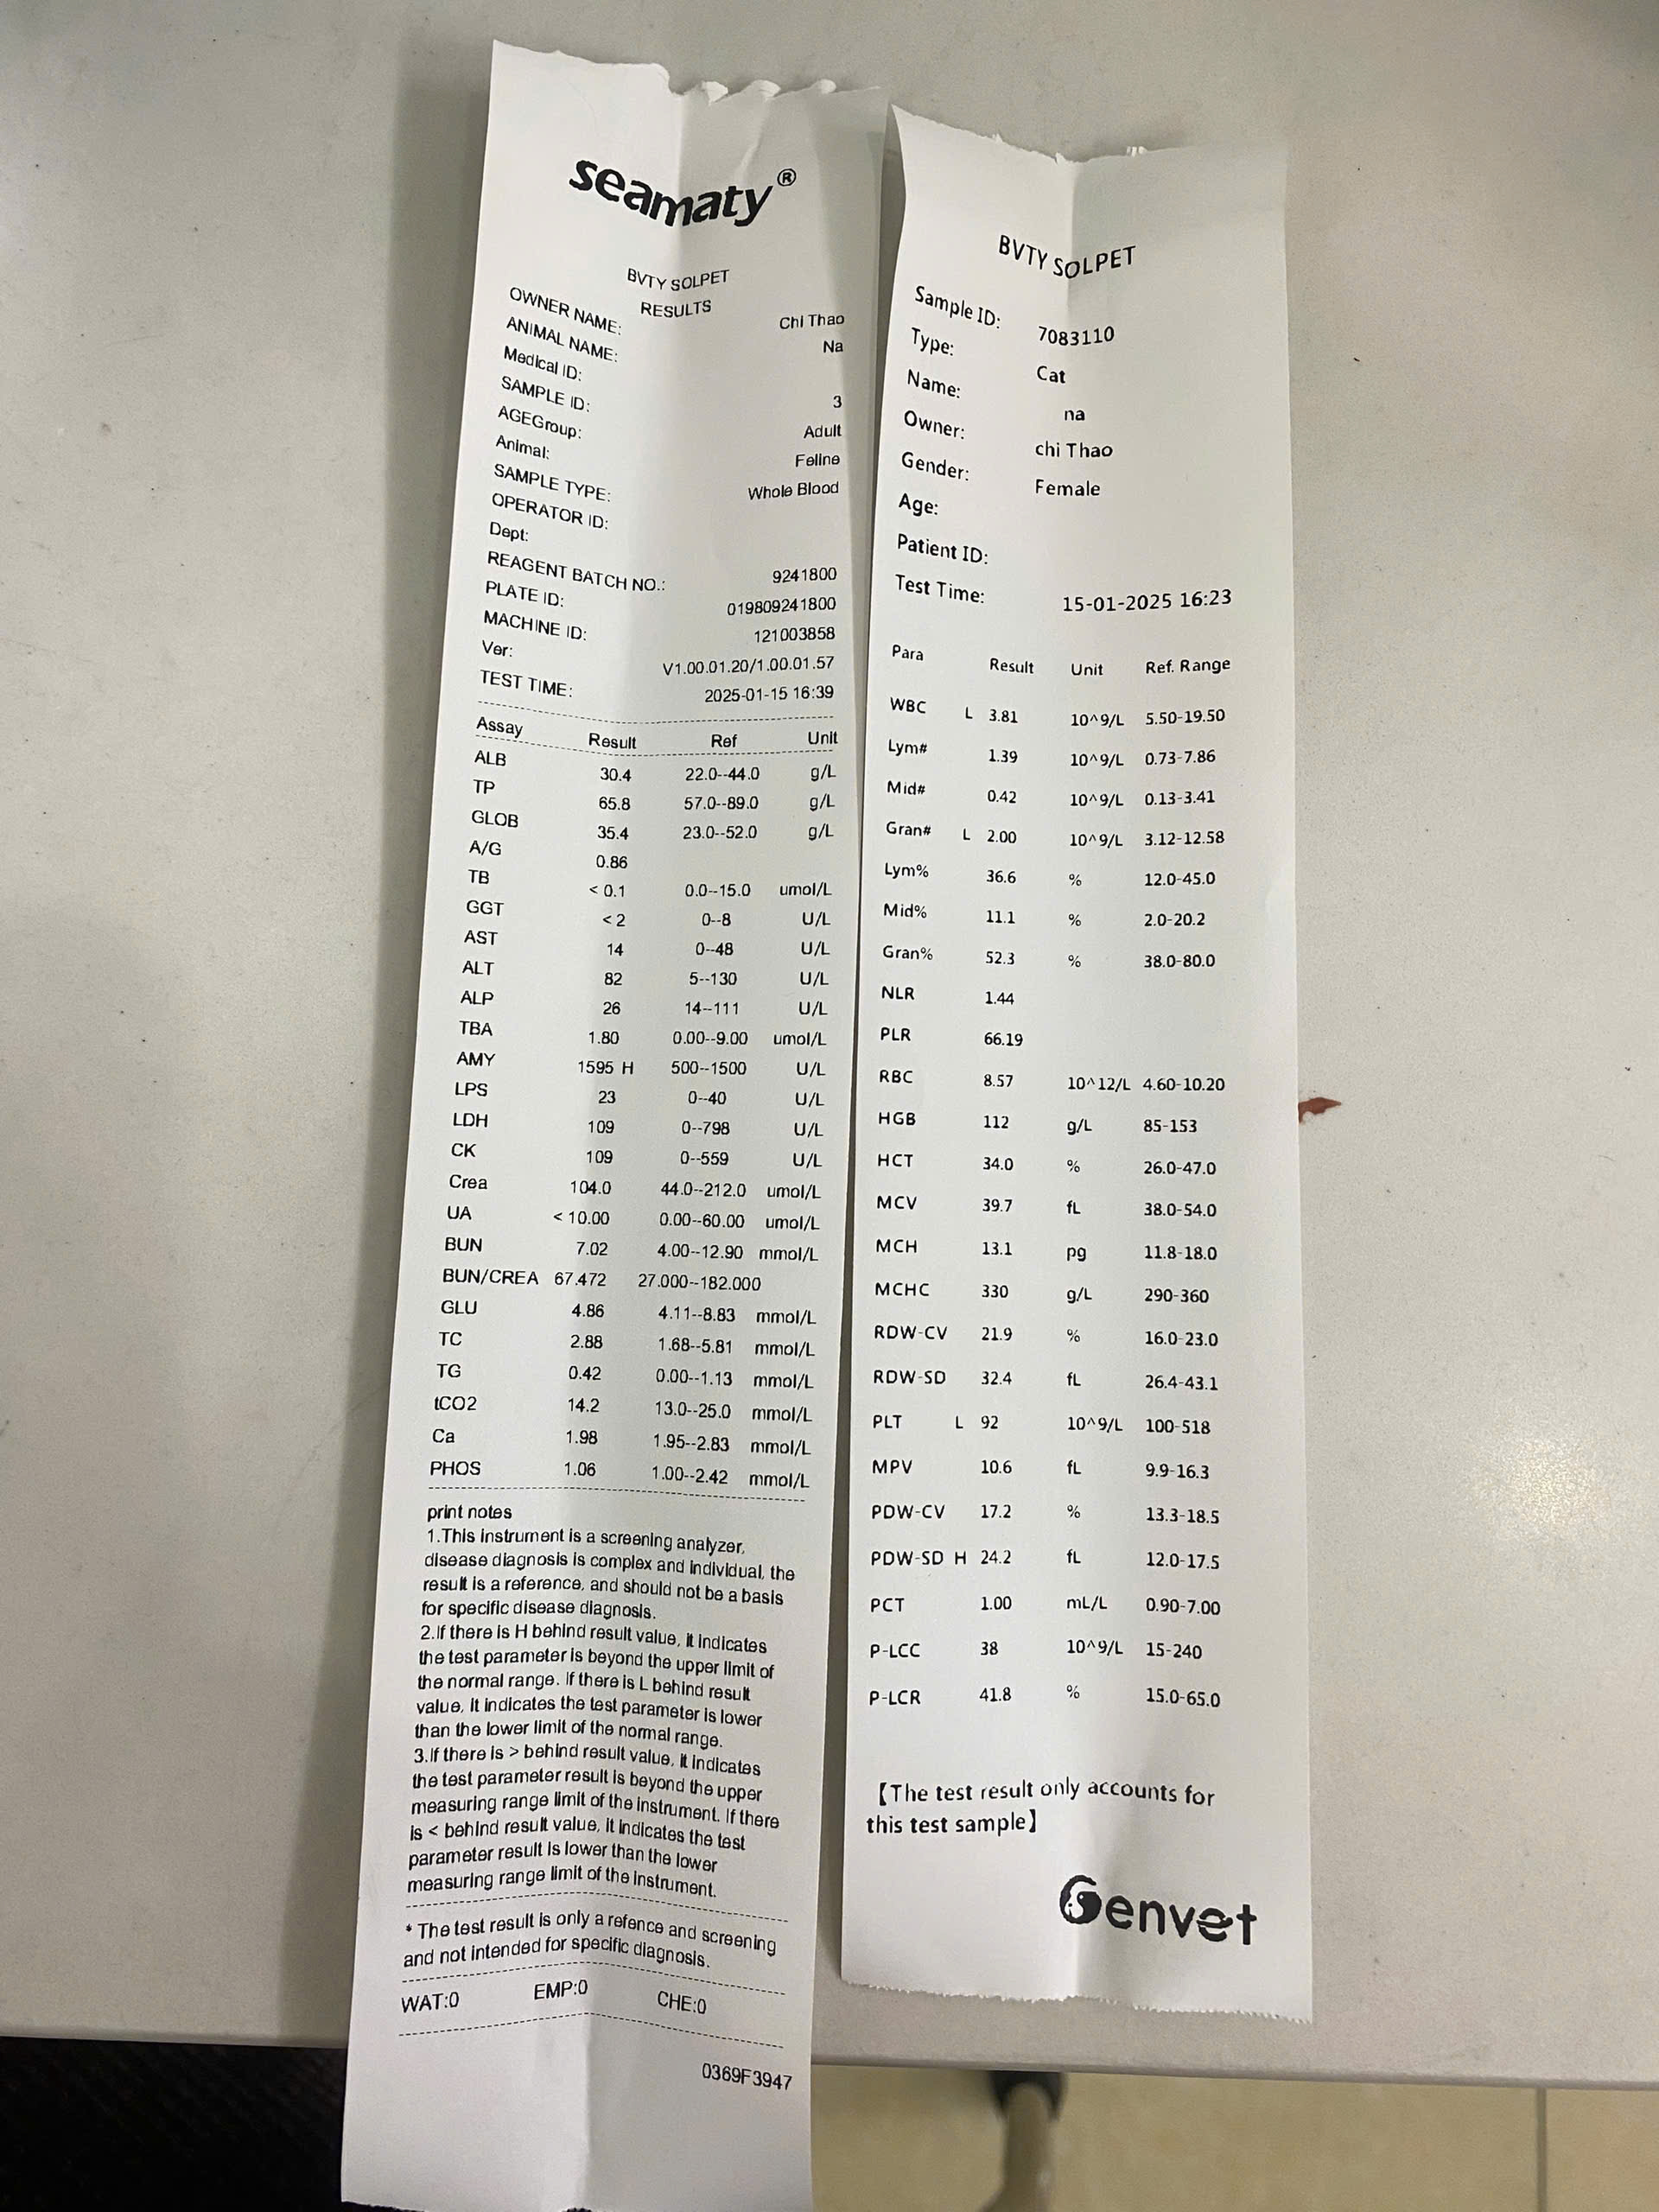 seamaty®
BVTY SOLPET
RESULTS
OWNER NAME: Chi Thao
ANIMAL NAME: Na
Medical ID:
SAMPLE ID: 3
AGEGroup: Adult
Animal: Feline
SAMPLE TYPE: Whole Blood
OPERATOR ID:
Dept:
REAGENT BATCH NO.: 9241800
PLATE ID: 019809241800
MACHINE ID: 121003858
Ver: V1.00.01.20/1.00.01.57
TEST TIME: 2025-01-15 16:39
Assay Result Ref Unit
ALB 30.4 22.0--44.0 g/L
TP 65.8 57.0--89.0 g/L
GLOB 35.4 23.0--52.0 g/L
A/G 0.86
TB < 0.1 0.0--15.0 umol/L
GGT < 2 0--8 U/L
AST 14 0--48 U/L
ALT 82 5--130 U/L
ALP 26 14--111 U/L
TBA 1.80 0.00--9.00 umol/L
AMY 1595 H 500--1500 U/L
LPS 23 0--40 U/L
LDH 109 0--798 U/L
CK 109 0--559 U/L
Crea 104.0 44.0--212.0 umol/L
UA < 10.00 0.00--60.00 umol/L
BUN 7.02 4.00--12.90 mmol/L
BUN/CREA 67.472 27.000--182.000
GLU 4.86 4.11--8.83 mmol/L
TC 2.88 1.68--5.81 mmol/L
TG 0.42 0.00--1.13 mmol/L
tCO2 14.2 13.0--25.0 mmol/L
Ca 1.98 1.95--2.83 mmol/L
PHOS 1.06 1.00--2.42 mmol/L
print notes
1.This instrument is a screening analyzer,
disease diagnosis is complex and individual, the
result is a reference, and should not be a basis
for specific disease diagnosis.
2.If there is H behind result value, it indicates
the test parameter is beyond the upper limit of
the normal range. If there is L behind result
value, it indicates the test parameter is lower
than the lower limit of the normal range.
3.If there is > behind result value, it indicates
the test parameter result is beyond the upper
measuring range limit of the instrument. If there
is < behind result value, it indicates the test
parameter result is lower than the lower
measuring range limit of the instrument.
* The test result is only a refence and screening
and not intended for specific diagnosis.
WAT:0 EMP:0 CHE:0
0369F3947
BVTY SOLPET
Sample ID: 7083110
Type: Cat
Name: na
Owner: chi Thao
Gender: Female
Age:
Patient ID:
Test Time: 15-01-2025 16:23
Para Result Unit Ref. Range
WBC L 3.81 10^9/L 5.50-19.50
Lym# 1.39 10^9/L 0.73-7.86
Mid# 0.42 10^9/L 0.13-3.41
Gran# L 2.00 10^9/L 3.12-12.58
Lym% 36.6 % 12.0-45.0
Mid% 11.1 % 2.0-20.2
Gran% 52.3 % 38.0-80.0
NLR 1.44
PLR 66.19
RBC 8.57 10^12/L 4.60-10.20
HGB 112 g/L 85-153
HCT 34.0 % 26.0-47.0
MCV 39.7 fL 38.0-54.0
MCH 13.1 pg 11.8-18.0
MCHC 330 g/L 290-360
RDW-CV 21.9 % 16.0-23.0
RDW-SD 32.4 fL 26.4-43.1
PLT L 92 10^9/L 100-518
MPV 10.6 fL 9.9-16.3
PDW-CV 17.2 % 13.3-18.5
PDW-SD H 24.2 fL 12.0-17.5
PCT 1.00 mL/L 0.90-7.00
P-LCC 38 10^9/L 15-240
P-LCR 41.8 % 15.0-65.0
【The test result only accounts for
this test sample】
Genvet